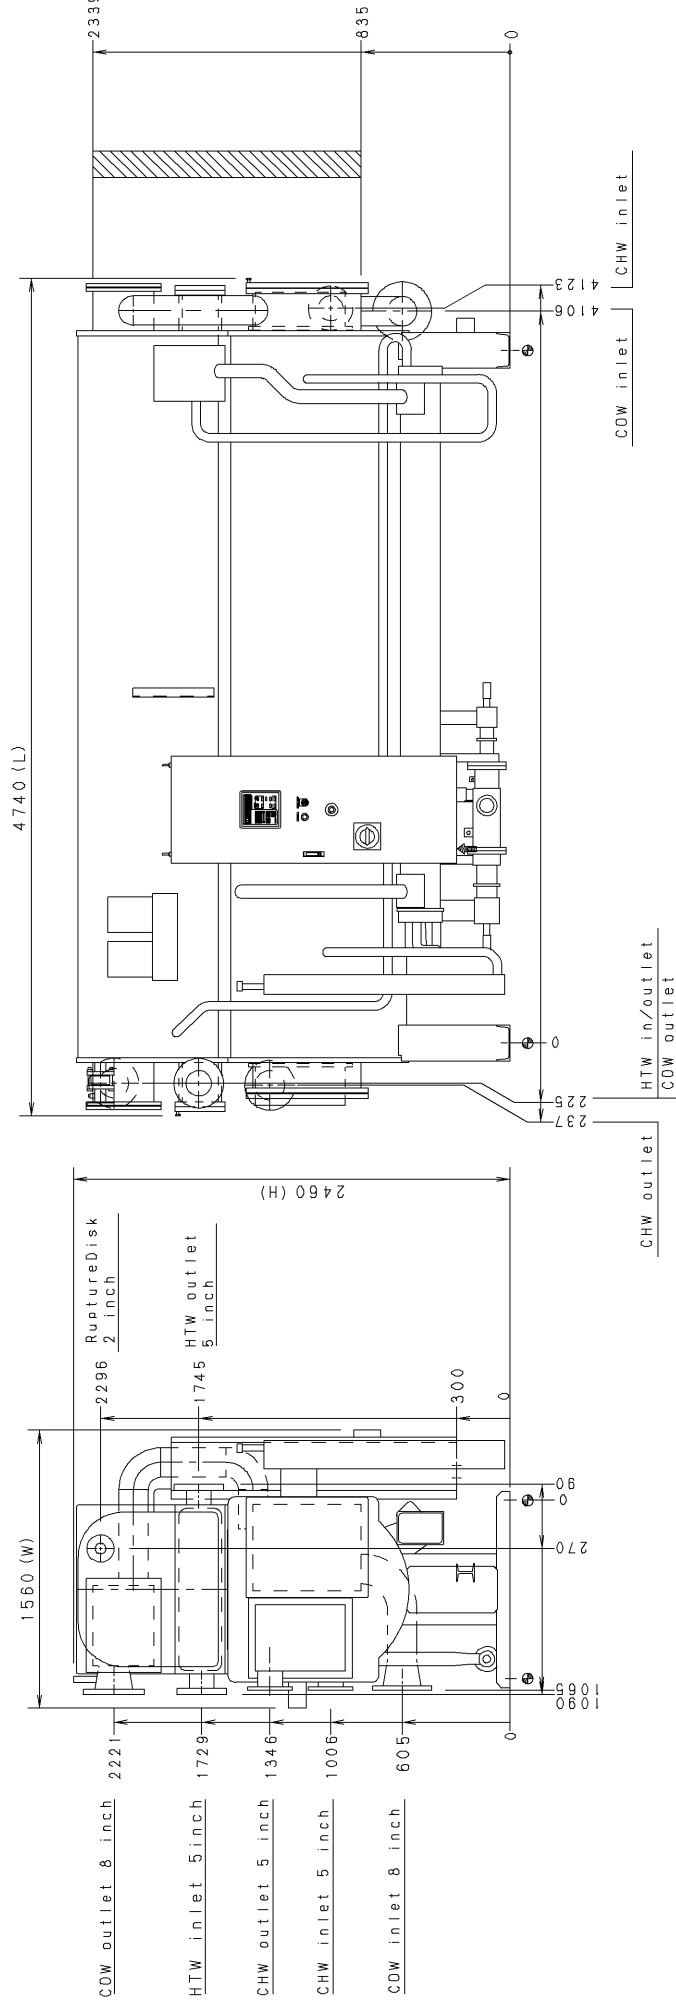 COW outlet 8 inch
HTW inlet 5inch
CHW outlet 5 inch
CHW inlet 5 inch
COW inlet 8 inch
2221
1729
1346
1006
605
0
1560 (W)
1065
1090
270
0
90
2296
RuptureDisk
2 inch
1745
HTW outlet
5 inch
300
0
2460 (H)
4740 (L)
237
CHW outlet
225
HTW in/outlet
COW outlet
0
4106
COW inlet
4123
CHW inlet
2339
835
0